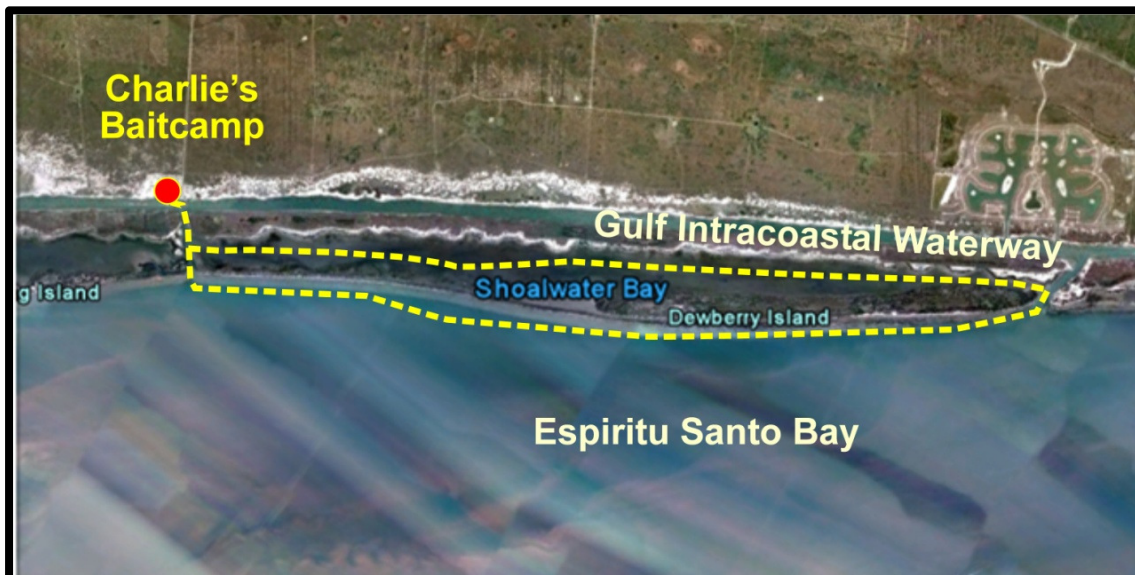 Charlie's
Baitcamp
Gulf Intracoastal Waterway
Shoalwater Bay
g Island
Dewberry Island
Espiritu Santo Bay